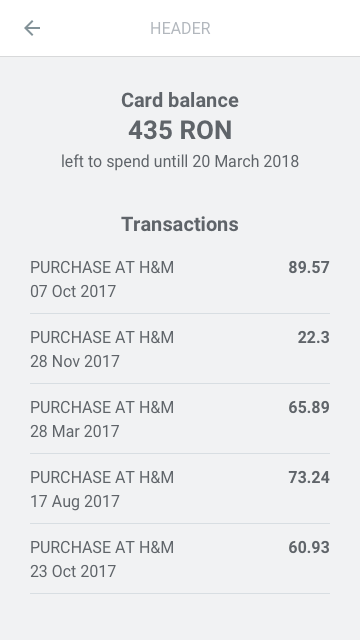 HEADER
Card balance
435 RON
left to spend untill 20 March 2018
Transactions
PURCHASE AT H&M 89.57
07 Oct 2017
PURCHASE AT H&M 22.3
28 Nov 2017
PURCHASE AT H&M 65.89
28 Mar 2017
PURCHASE AT H&M 73.24
17 Aug 2017
PURCHASE AT H&M 60.93
23 Oct 2017